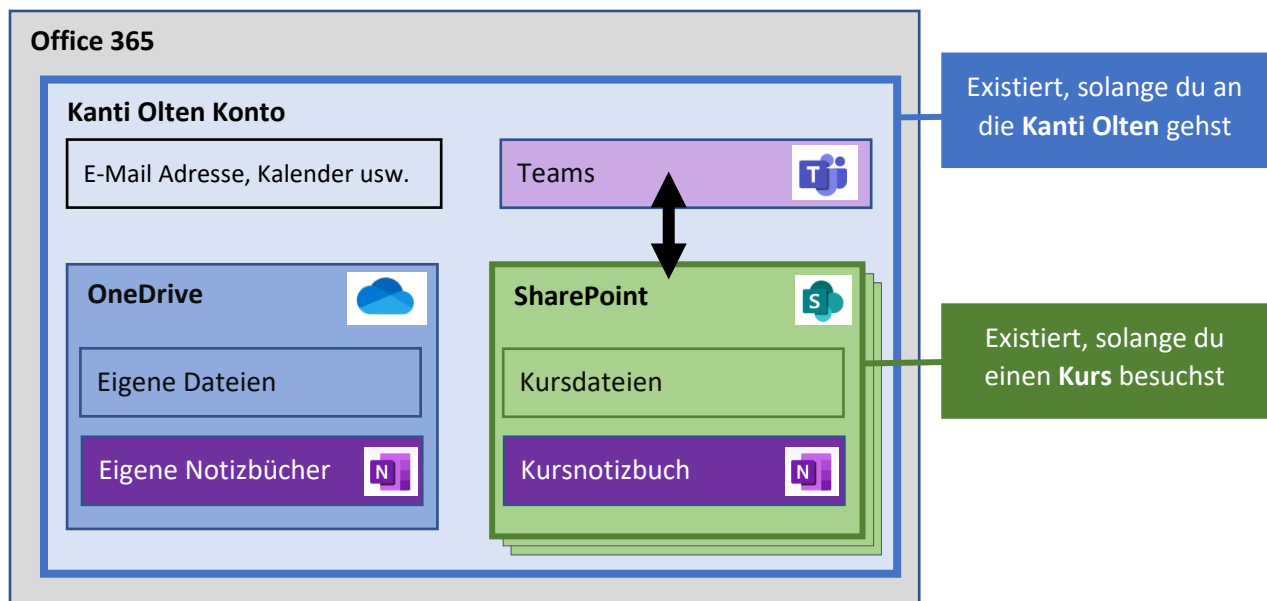 Office 365
Kanti Olten Konto
E-Mail Adresse, Kalender usw.
Teams
T
OneDrive
Eigene Dateien
Eigene Notizbücher
N
SharePoint
S
Kursdateien
Kursnotizbuch
N
Existiert, solange du an
die Kanti Olten gehst
Existiert, solange du
einen Kurs besuchst